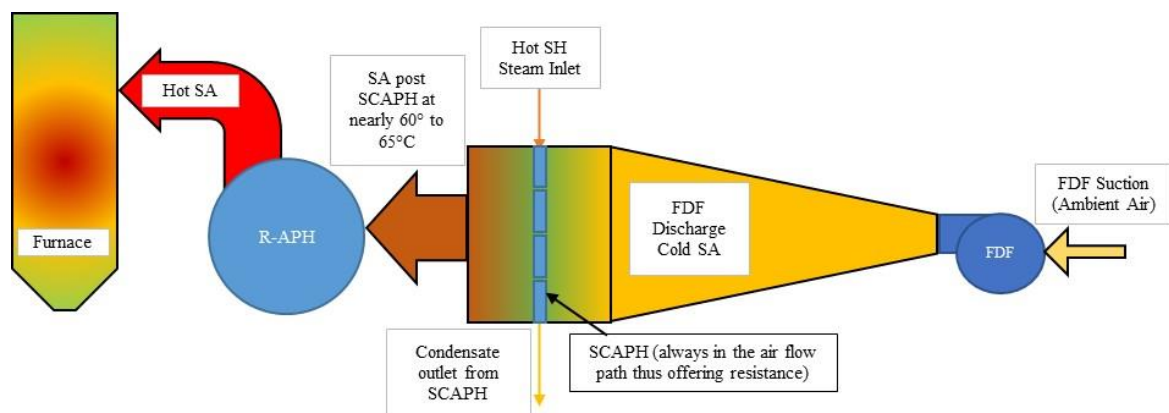 Hot SA
Furnace
R-APH
SA post
SCAPH at
nearly 60° to
65°C
Hot SH
Steam Inlet
FDF
Discharge
Cold SA
FDF Suction
(Ambient Air)
FDF
Condensate
outlet from
SCAPH
SCAPH (always in the air flow
path thus offering resistance)